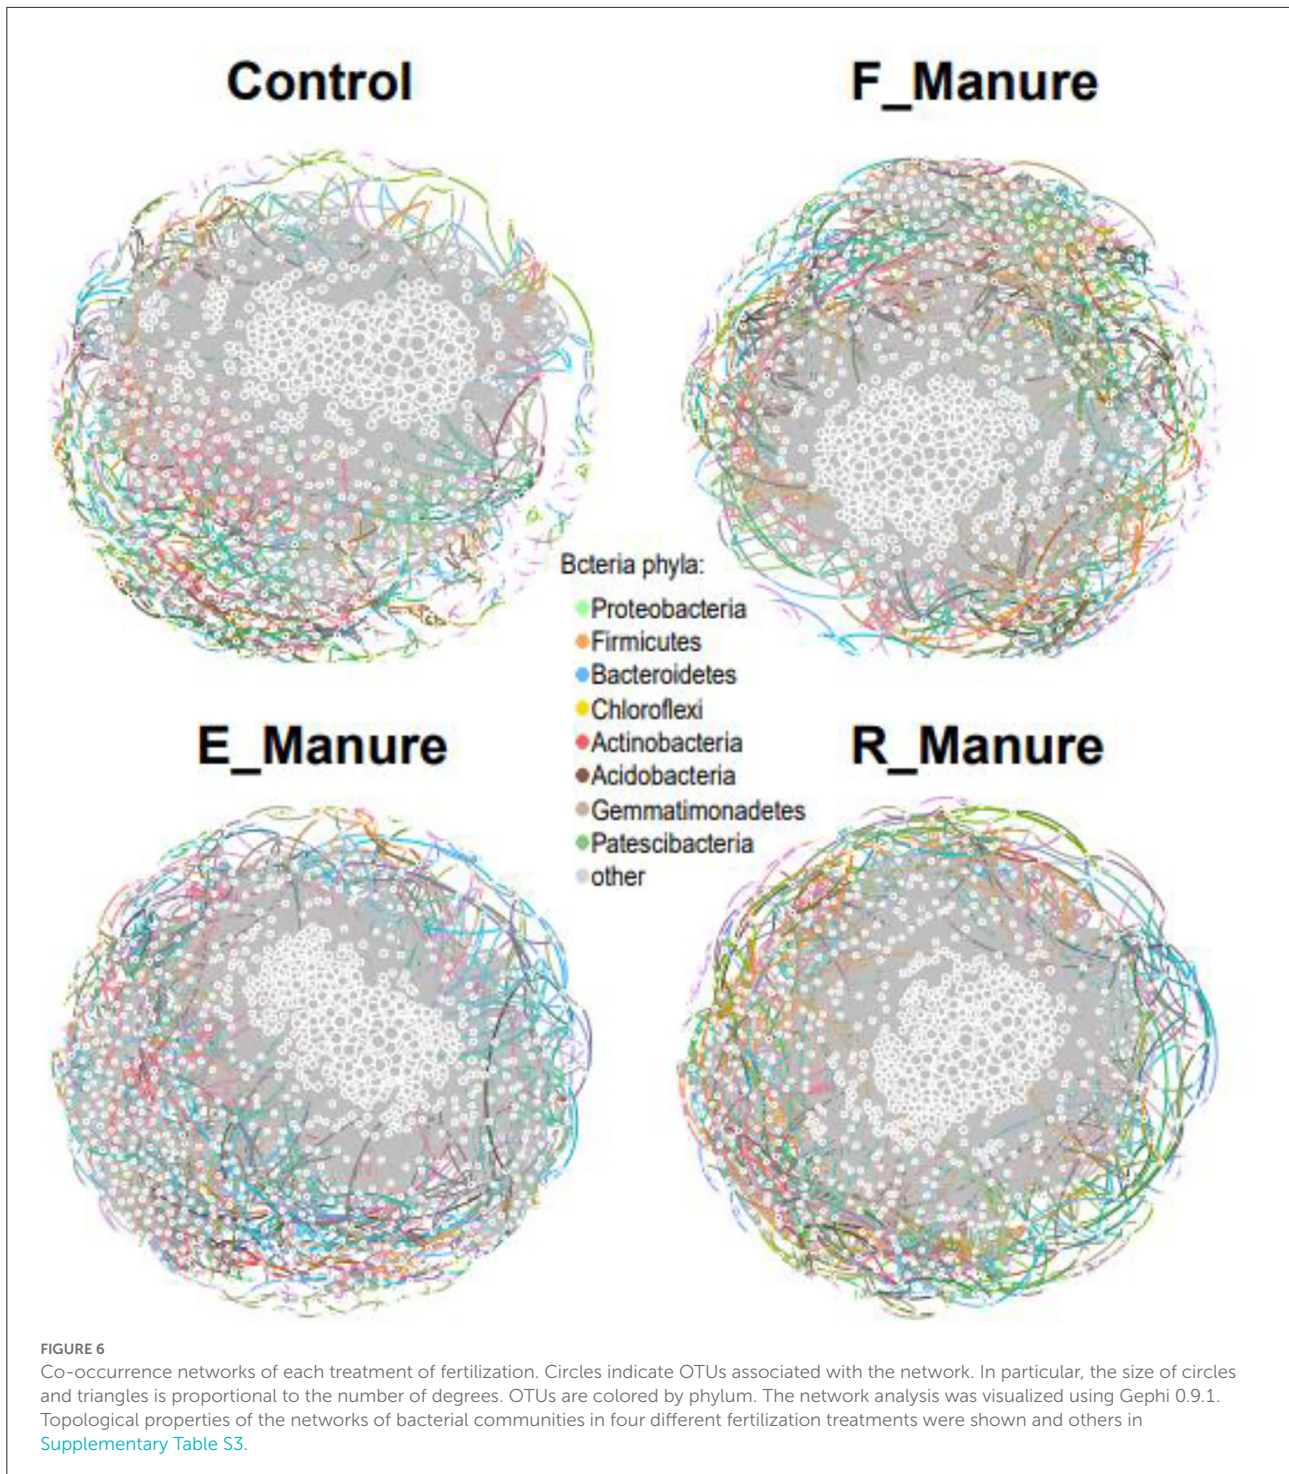 Control
F_Manure
Bcteria phyla:
Proteobacteria
Firmicutes
Bacteroidetes
Chloroflexi
Actinobacteria
Acidobacteria
Gemmatimonadetes
Patescibacteria
other
E_Manure
R_Manure
FIGURE 6
Co-occurrence networks of each treatment of fertilization. Circles indicate OTUs associated with the network. In particular, the size of circles
and triangles is proportional to the number of degrees. OTUs are colored by phylum. The network analysis was visualized using Gephi 0.9.1.
Topological properties of the networks of bacterial communities in four different fertilization treatments were shown and others in
Supplementary Table S3.